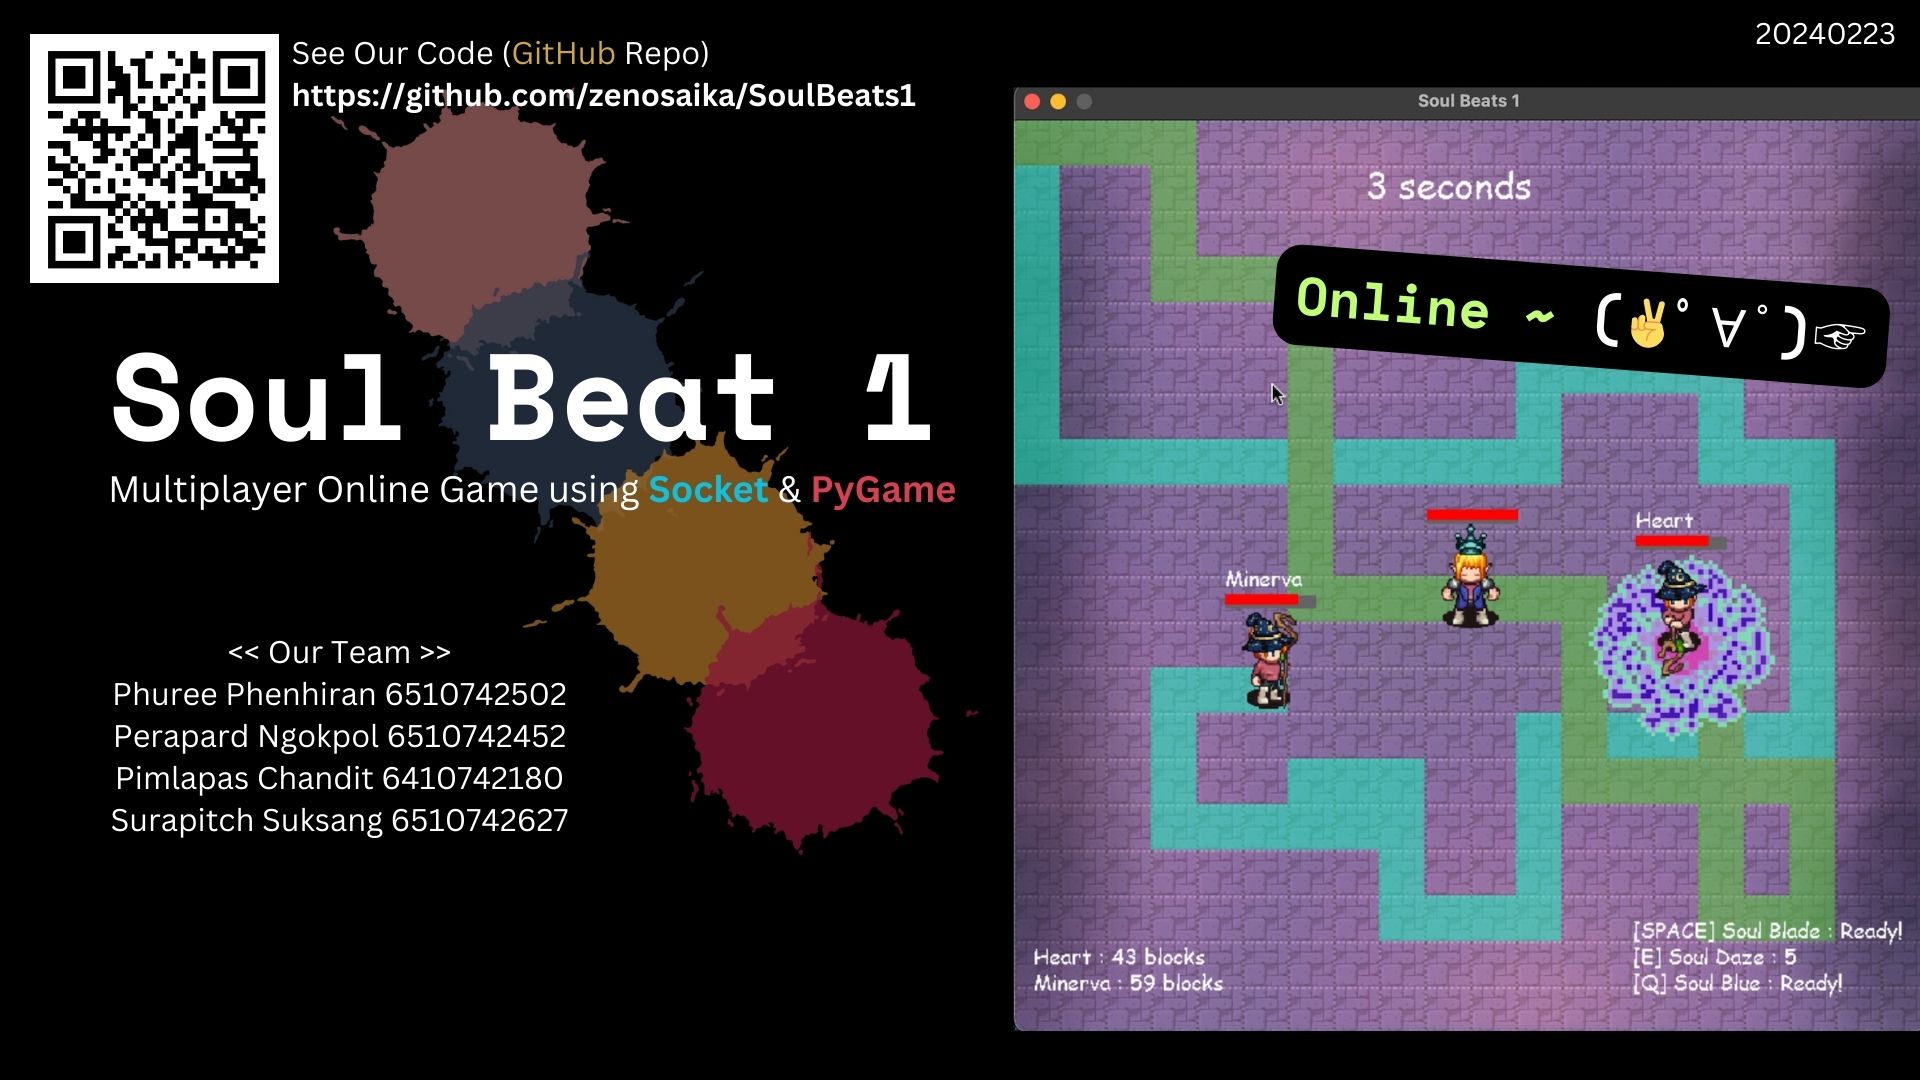 See Our Code (GitHub Repo)
https://github.com/zenosaika/SoulBeats1
20240223
Soul Beat 1
Multiplayer Online Game using Socket & PyGame
<< Our Team >>
Phuree Phenhiran 6510742502
Perapard Ngokpol 6510742452
Pimlapas Chandit 6410742180
Surapitch Suksang 6510742627
Soul Beats 1
3 seconds
Online ~ (✌゚∀゚)☞
Heart
Minerva
Heart : 43 blocks
Minerva : 59 blocks
[SPACE] Soul Blade : Ready!
[E] Soul Daze : 5
[Q] Soul Blue : Ready!